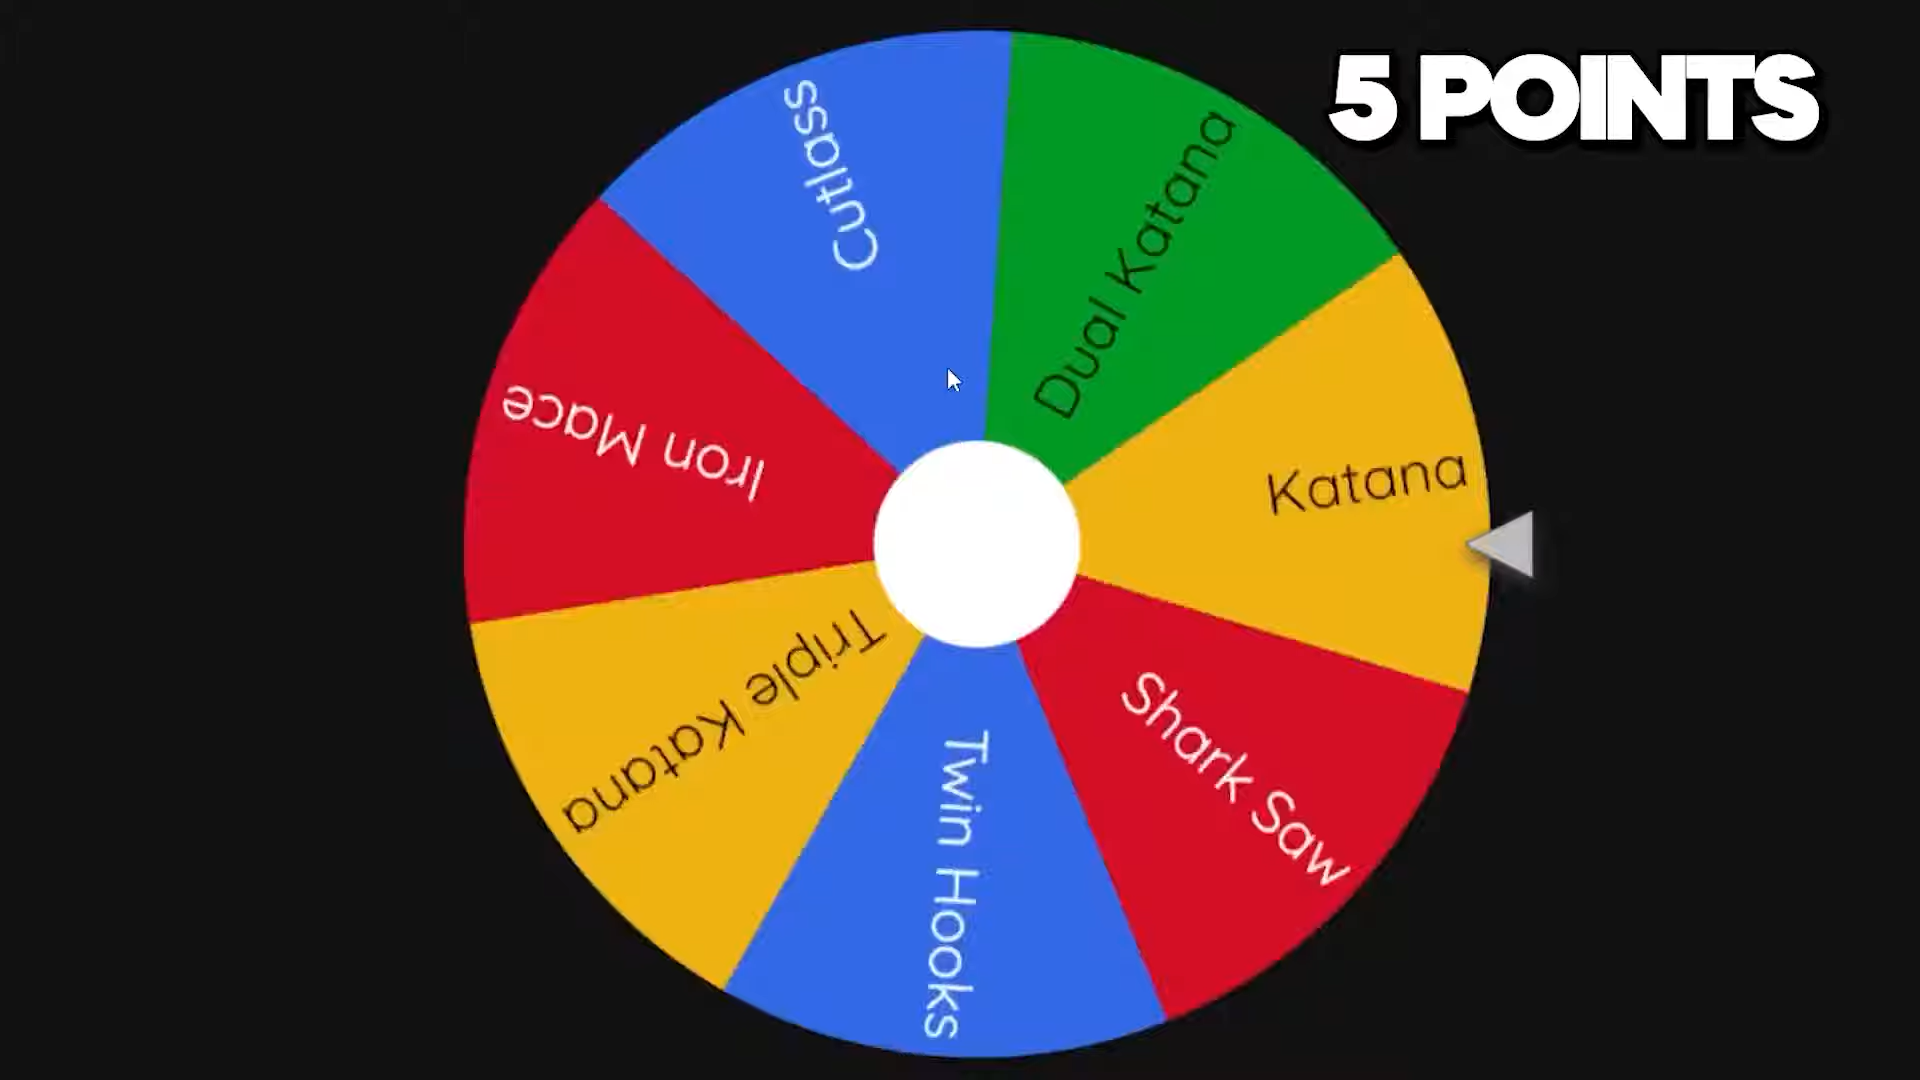 5 POINTS
Cutlass
Dual Katana
Katana
Shark Saw
Twin Hooks
Triple Katana
Iron Mace